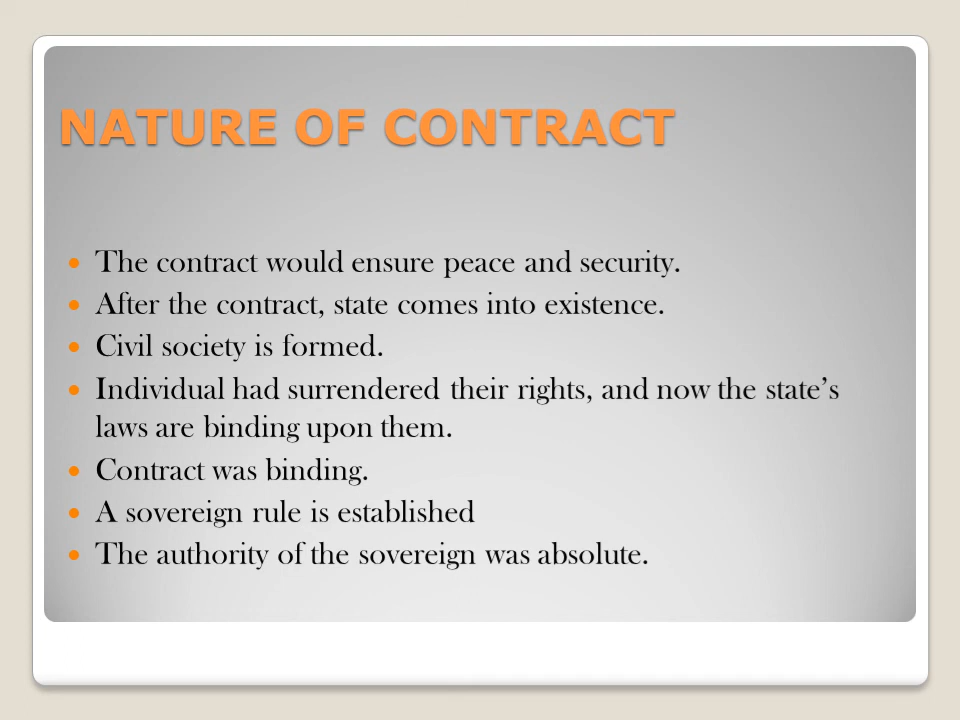 NATURE OF CONTRACT
• The contract would ensure peace and security.
• After the contract, state comes into existence.
• Civil society is formed.
• Individual had surrendered their rights, and now the state’s
laws are binding upon them.
• Contract was binding.
• A sovereign rule is established
• The authority of the sovereign was absolute.